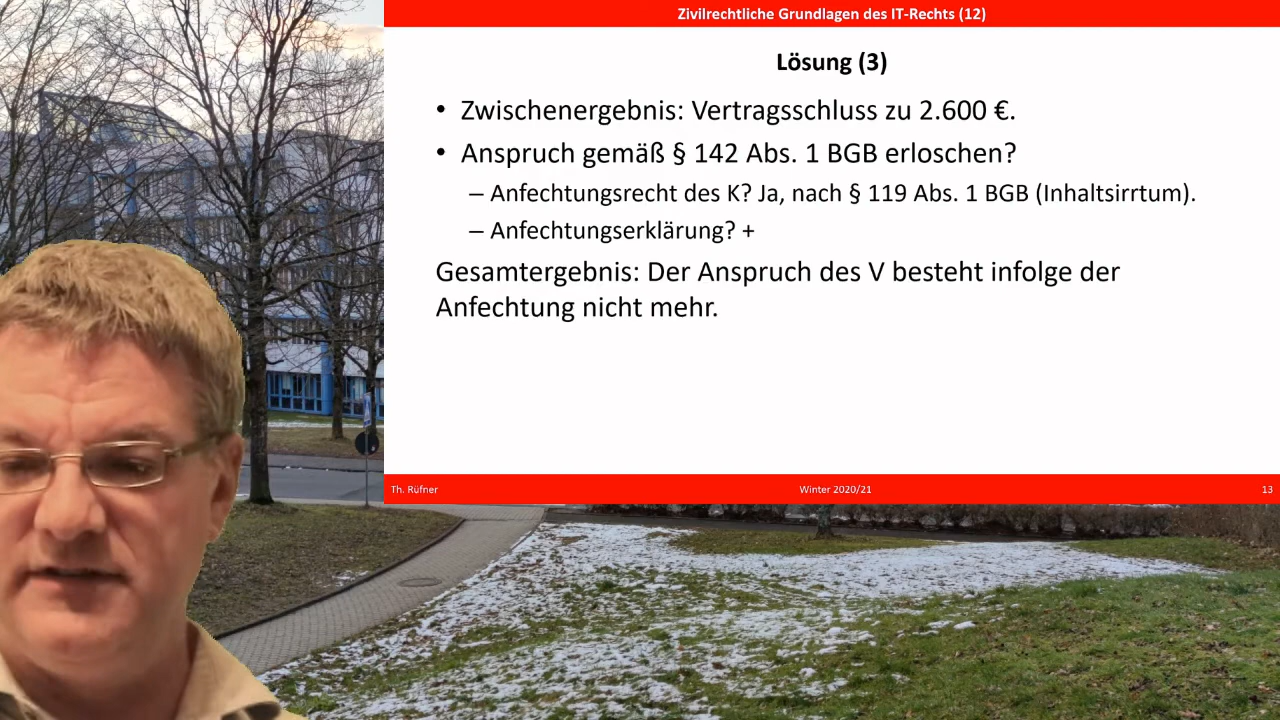 Zivilrechtliche Grundlagen des IT-Rechts (12)
Lösung (3)
• Zwischenergebnis: Vertragsschluss zu 2.600 €.
• Anspruch gemäß § 142 Abs. 1 BGB erloschen?
– Anfechtungsrecht des K? Ja, nach § 119 Abs. 1 BGB (Inhaltsirrtum).
– Anfechtungserklärung? +
Gesamtergebnis: Der Anspruch des V besteht infolge der
Anfechtung nicht mehr.
Th. Rüfner Winter 2020/21 13